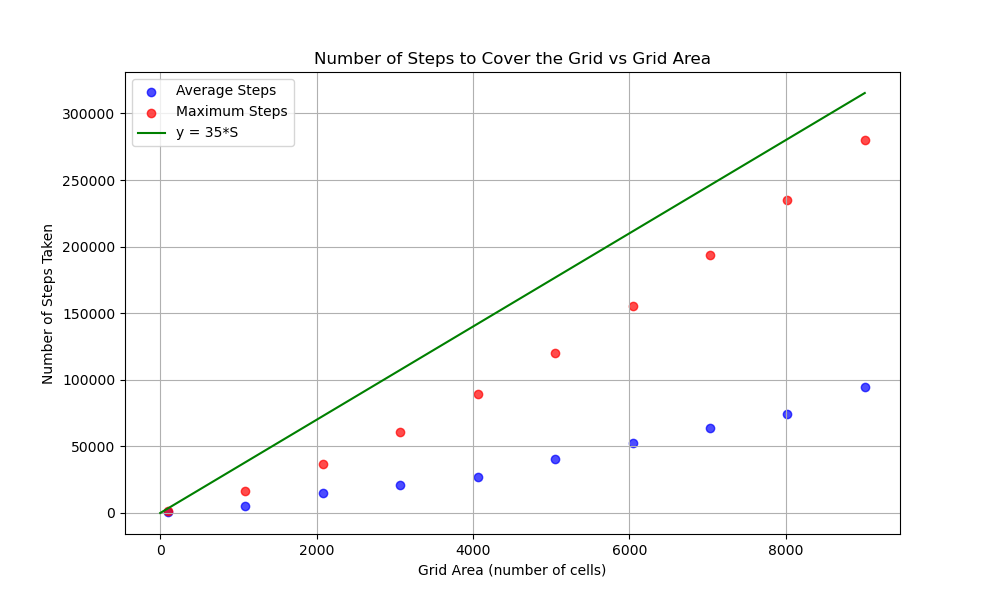 Number of Steps to Cover the Grid vs Grid Area
Average Steps
Maximum Steps
y = 35*S
300000
250000
200000
150000
100000
50000
0
Number of Steps Taken
0 2000 4000 6000 8000
Grid Area (number of cells)